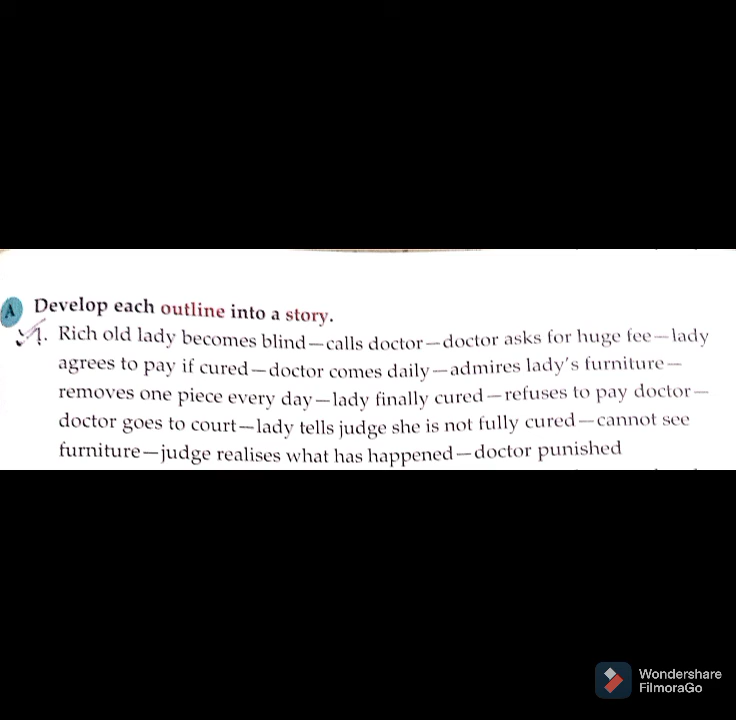 A Develop each outline into a story.
1. Rich old lady becomes blind—calls doctor—doctor asks for huge fee—lady
agrees to pay if cured—doctor comes daily—admires lady's furniture—
removes one piece every day—lady finally cured—refuses to pay doctor—
doctor goes to court—lady tells judge she is not fully cured—cannot see
furniture—judge realises what has happened—doctor punished
Wondershare
FilmoraGo